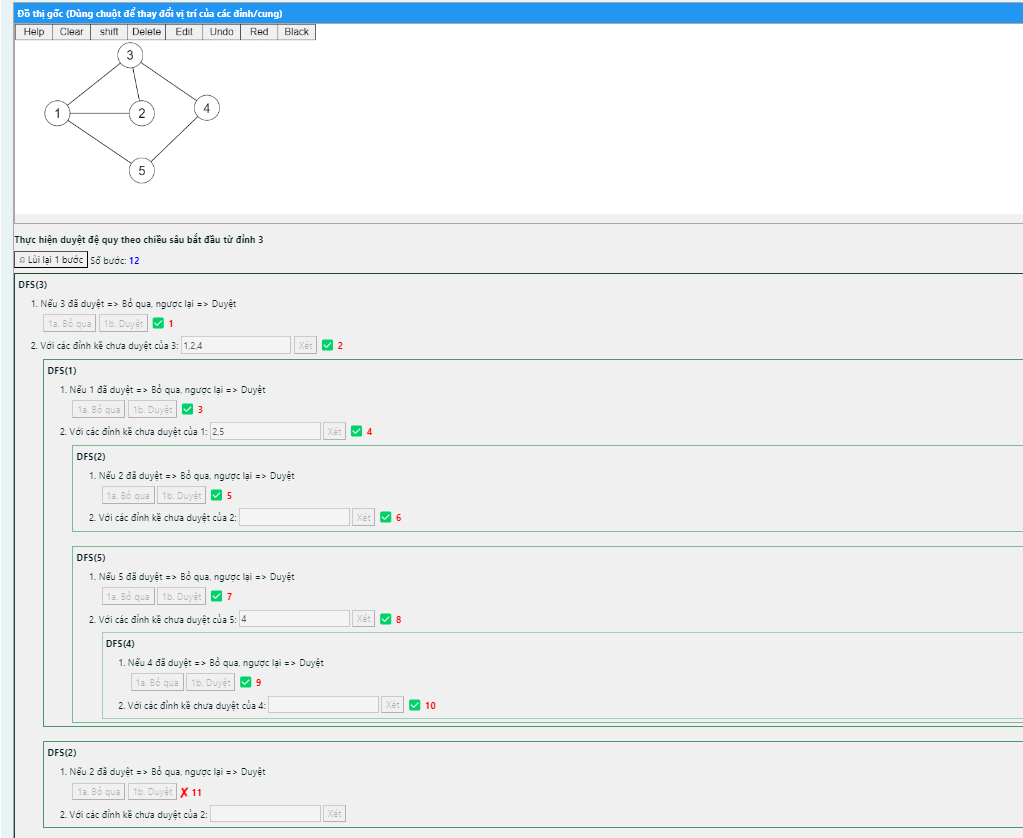 Đồ thị gốc (Dùng chuột để thay đổi vị trí của các đỉnh/cung)
Help Clear shift Delete Edit Undo Red Black
3
4
1 2
5
Thực hiện duyệt đệ quy theo chiều sâu bắt đầu từ đỉnh 3
Lùi lại 1 bước Số bước: 12
DFS(3)
1. Nếu 3 đã duyệt => Bỏ qua, ngược lại => Duyệt
1a. Bỏ qua 1b. Duyệt 1
2. Với các đỉnh kề chưa duyệt của 3: 1,2,4 Xét 2
DFS(1)
1. Nếu 1 đã duyệt => Bỏ qua, ngược lại => Duyệt
1a. Bỏ qua 1b. Duyệt 3
2. Với các đỉnh kề chưa duyệt của 1: 2,5 Xét 4
DFS(2)
1. Nếu 2 đã duyệt => Bỏ qua, ngược lại => Duyệt
1a. Bỏ qua 1b. Duyệt 5
2. Với các đỉnh kề chưa duyệt của 2: Xét 6
DFS(5)
1. Nếu 5 đã duyệt => Bỏ qua, ngược lại => Duyệt
1a. Bỏ qua 1b. Duyệt 7
2. Với các đỉnh kề chưa duyệt của 5: 4 Xét 8
DFS(4)
1. Nếu 4 đã duyệt => Bỏ qua, ngược lại => Duyệt
1a. Bỏ qua 1b. Duyệt 9
2. Với các đỉnh kề chưa duyệt của 4: Xét 10
DFS(2)
1. Nếu 2 đã duyệt => Bỏ qua, ngược lại => Duyệt
1a. Bỏ qua 1b. Duyệt ✗ 11
2. Với các đỉnh kề chưa duyệt của 2: Xét